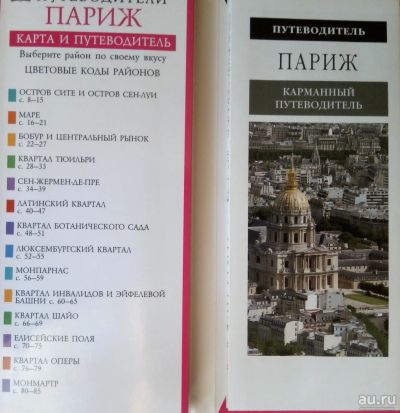 ПУТЕВОДИТЕЛИ
ПАРИЖ
КАРТА И ПУТЕВОДИТЕЛЬ
Выберите район по своему вкусу
ЦВЕТОВЫЕ КОДЫ РАЙОНОВ
ОСТРОВ СИТЕ И ОСТРОВ СЕН-ЛУИ
с. 8–15
МАРЕ
с. 16–21
БОБУР И ЦЕНТРАЛЬНЫЙ РЫНОК
с. 22–27
КВАРТАЛ ТЮИЛЬРИ
с. 28–33
СЕН-ЖЕРМЕН-ДЕ-ПРЕ
с. 34–39
ЛАТИНСКИЙ КВАРТАЛ
с. 40–47
КВАРТАЛ БОТАНИЧЕСКОГО САДА
с. 48–51
ЛЮКСЕМБУРГСКИЙ КВАРТАЛ
с. 52–55
МОНПАРНАС
с. 56–59
КВАРТАЛ ИНВАЛИДОВ И ЭЙФЕЛЕВОЙ
БАШНИ с. 60–65
КВАРТАЛ ШАЙО
с. 66–69
ЕЛИСЕЙСКИЕ ПОЛЯ
с. 70–75
КВАРТАЛ ОПЕРЫ
с. 76–79
МОНМАРТР
с. 80–85
ПУТЕВОДИТЕЛЬ
ПАРИЖ
КАРМАННЫЙ
ПУТЕВОДИТЕЛЬ
au.ru